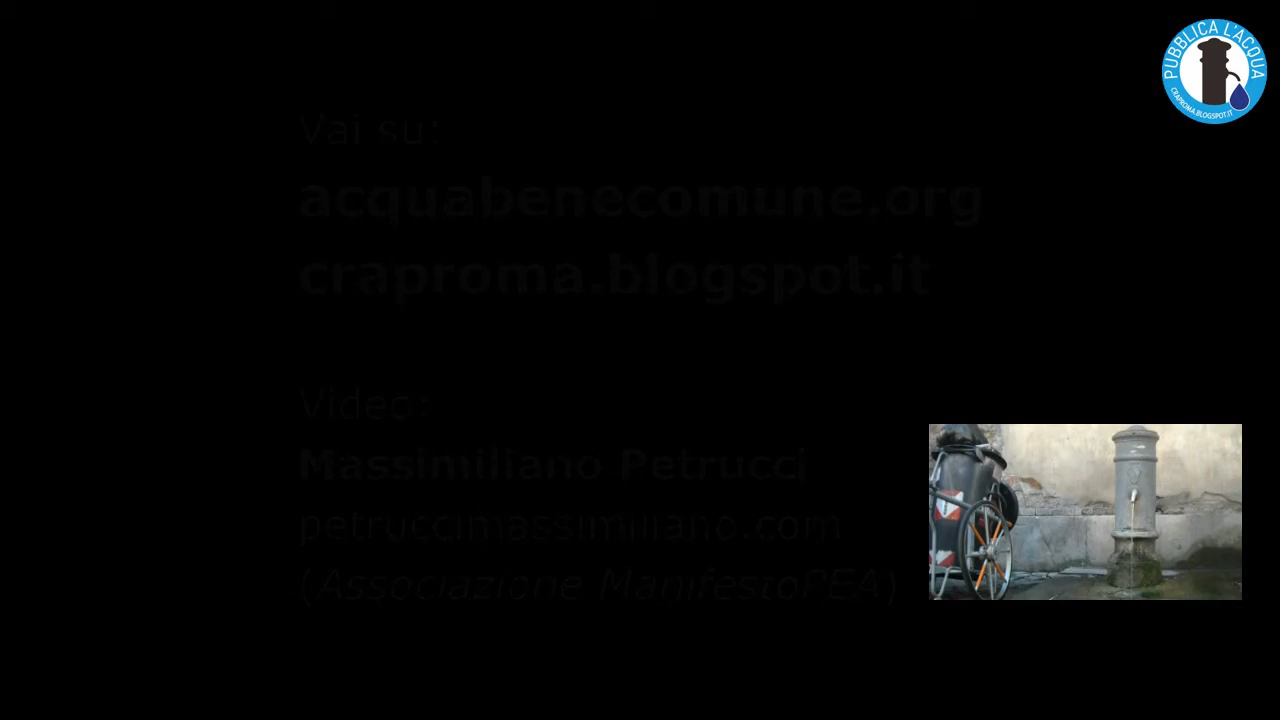 PUBBLICA L'ACQUA
CRAPROMA.BLOGSPOT.IT
Vai su:
acquabenecomune.org
craproma.blogspot.it
Video:
Massimiliano Petrucci
petruccimassimiliano.com
(Associazione ManifestoPEA)